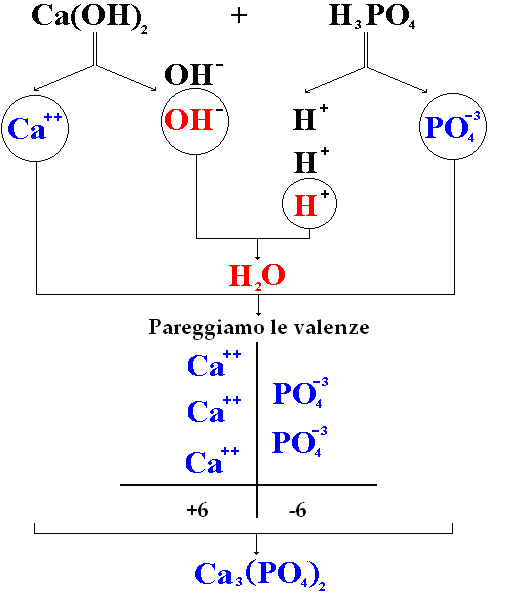 Ca(OH)₂ + H₃PO₄
OH⁻
Ca⁺⁺ OH⁻ H⁺ PO₄⁻³
H⁺
H⁺
H₂O
Pareggiamo le valenze
Ca⁺⁺
PO₄⁻³
Ca⁺⁺
PO₄⁻³
Ca⁺⁺
+6 -6
Ca₃(PO₄)₂